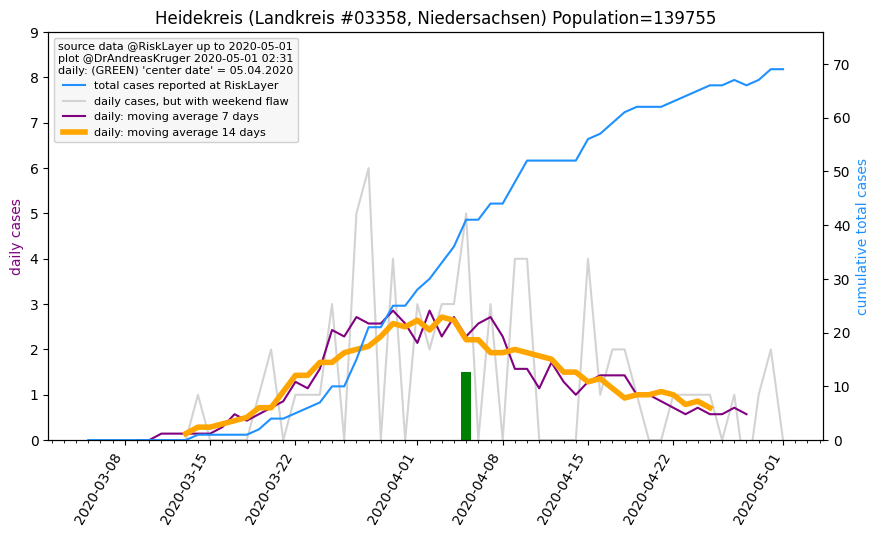 Heidekreis (Landkreis #03358, Niedersachsen) Population=139755
source data @RiskLayer up to 2020-05-01
plot @DrAndreasKruger 2020-05-01 02:31
daily: (GREEN) 'center date' = 05.04.2020
total cases reported at RiskLayer
daily cases, but with weekend flaw
daily: moving average 7 days
daily: moving average 14 days
daily cases
9
8
7
6
5
4
3
2
1
0
cumulative total cases
70
60
50
40
30
20
10
0
2020-03-08
2020-03-15
2020-03-22
2020-04-01
2020-04-08
2020-04-15
2020-04-22
2020-05-01